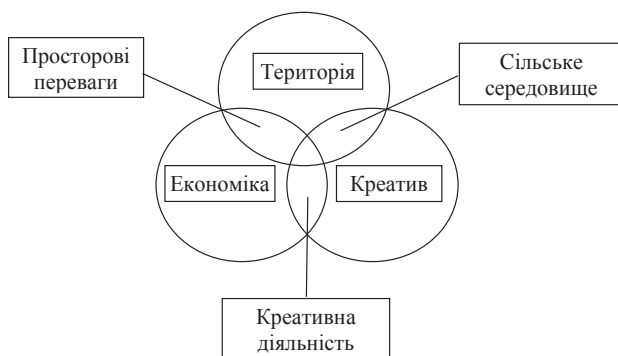 Просторові
переваги
Територія
Сільське
середовище
Економіка
Креатив
Креативна
діяльність